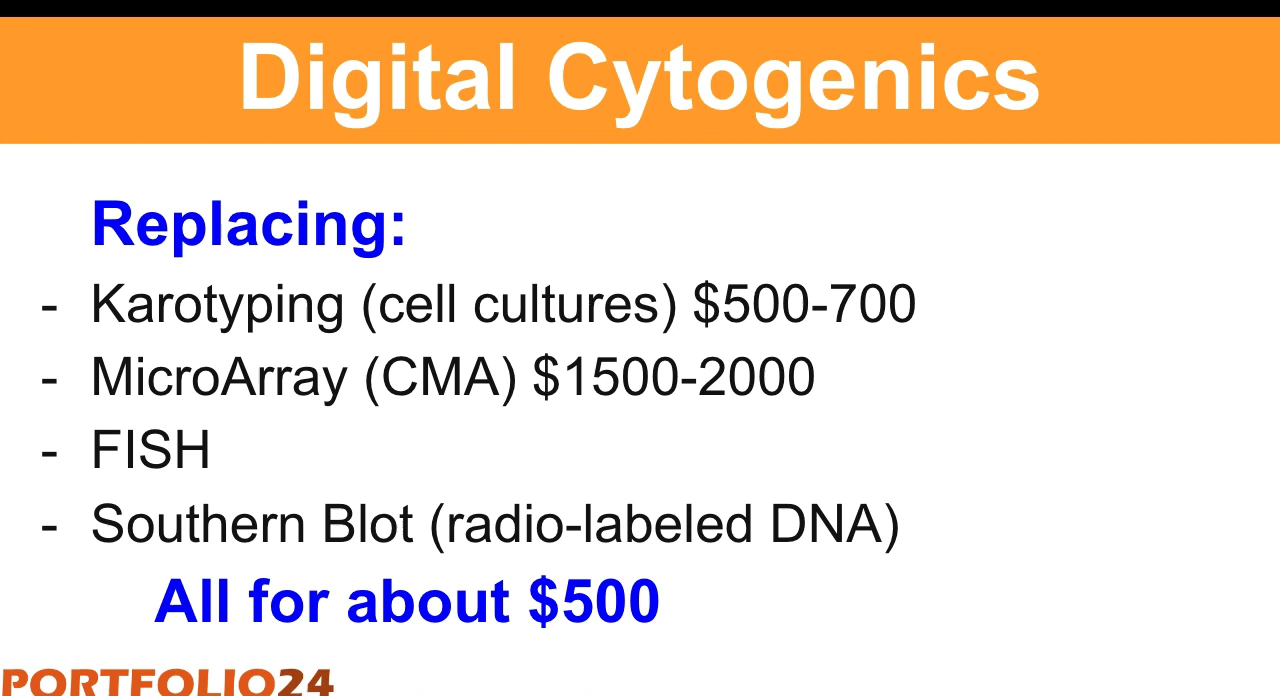 Digital Cytogenics
Replacing:
- Karotyping (cell cultures) $500-700
- MicroArray (CMA) $1500-2000
- FISH
- Southern Blot (radio-labeled DNA)
All for about $500
PORTFOLIO24